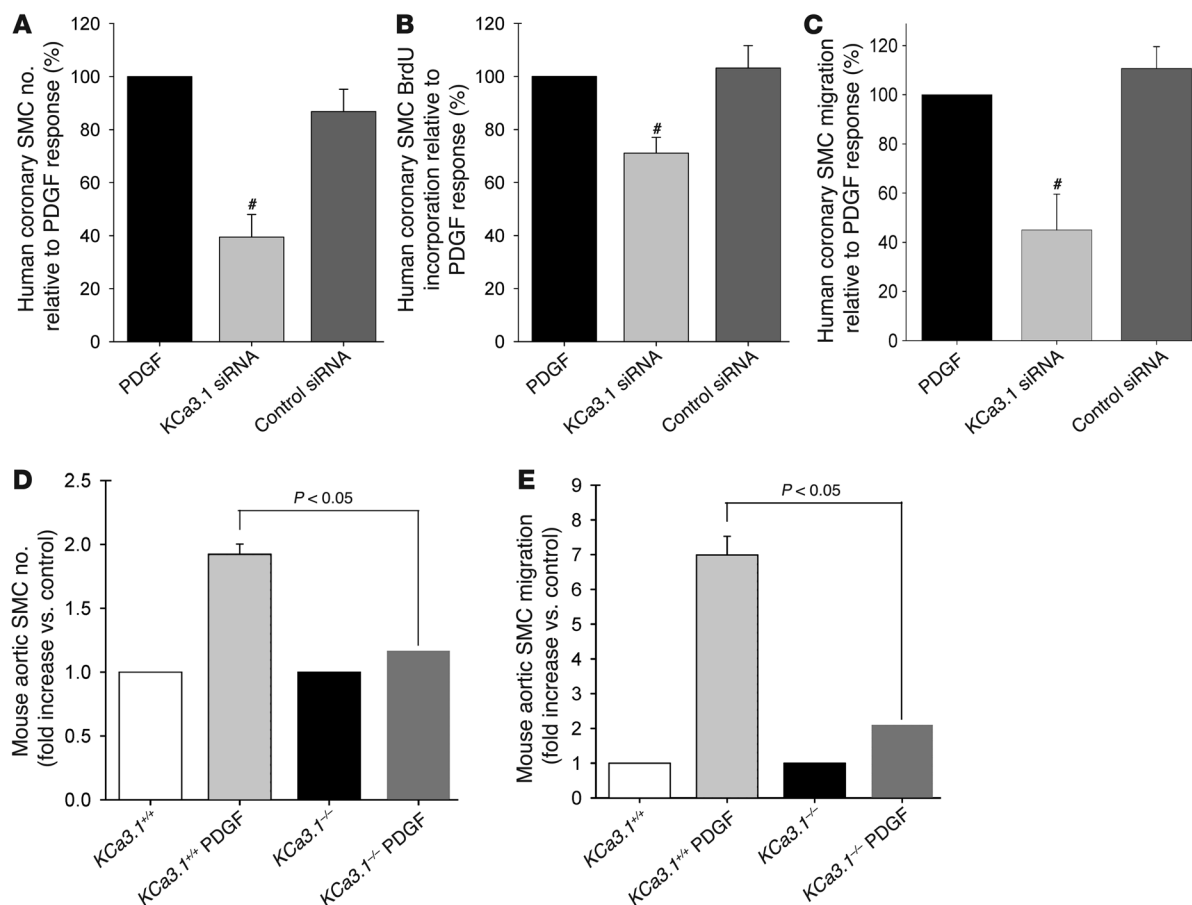 A
Human coronary SMC no.
relative to PDGF response (%)
120
100
80
60
40
20
0
#
PDGF
KCa3.1 siRNA
Control siRNA
B
Human coronary SMC BrdU
incorporation relative to
PDGF response (%)
120
100
80
60
40
20
0
#
PDGF
KCa3.1 siRNA
Control siRNA
C
Human coronary SMC migration
relative to PDGF response (%)
120
100
80
60
40
20
0
#
PDGF
KCa3.1 siRNA
Control siRNA
D
Mouse aortic SMC no.
(fold increase vs. control)
2.5
2.0
1.5
1.0
0.5
0.0
P < 0.05
KCa3.1+/+
KCa3.1+/+ PDGF
KCa3.1–/–
KCa3.1–/– PDGF
E
Mouse aortic SMC migration
(fold increase vs. control)
9
8
7
6
5
4
3
2
1
0
P < 0.05
KCa3.1+/+
KCa3.1+/+ PDGF
KCa3.1–/–
KCa3.1–/– PDGF